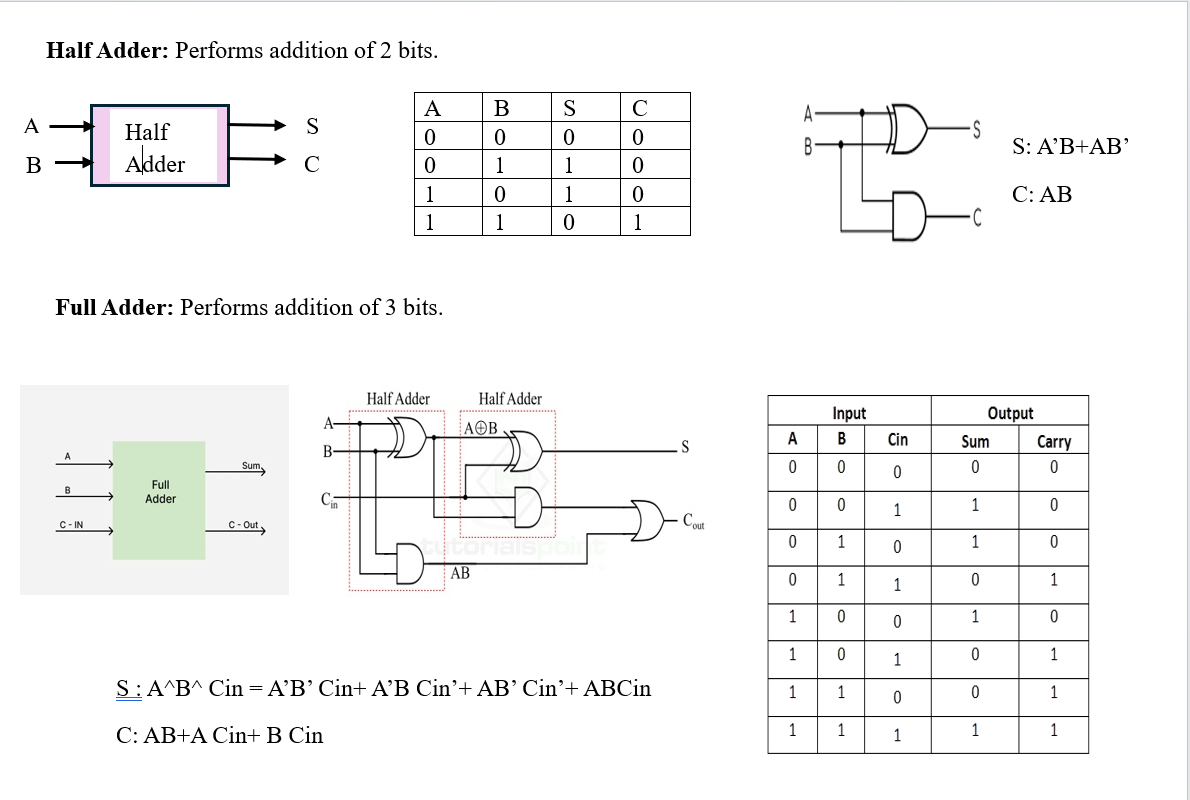 Half Adder: Performs addition of 2 bits.
A
B
Half
Adder
S
C
A B S C
0 0 0 0
0 1 1 0
1 0 1 0
1 1 0 1
A
B
S
C
S: A’B+AB’
C: AB
Full Adder: Performs addition of 3 bits.
A
B
C - IN
Full
Adder
Sum
C - Out
Half Adder Half Adder
A
B
Cin
A⊕B
S
Cout
AB
tutorialspoint
Input Output
A B Cin Sum Carry
0 0 0 0 0
0 0 1 1 0
0 1 0 1 0
0 1 1 0 1
1 0 0 1 0
1 0 1 0 1
1 1 0 0 1
1 1 1 1 1
S : A^B^ Cin = A’B’ Cin+ A’B Cin’+ AB’ Cin’+ ABCin
C: AB+A Cin+ B Cin